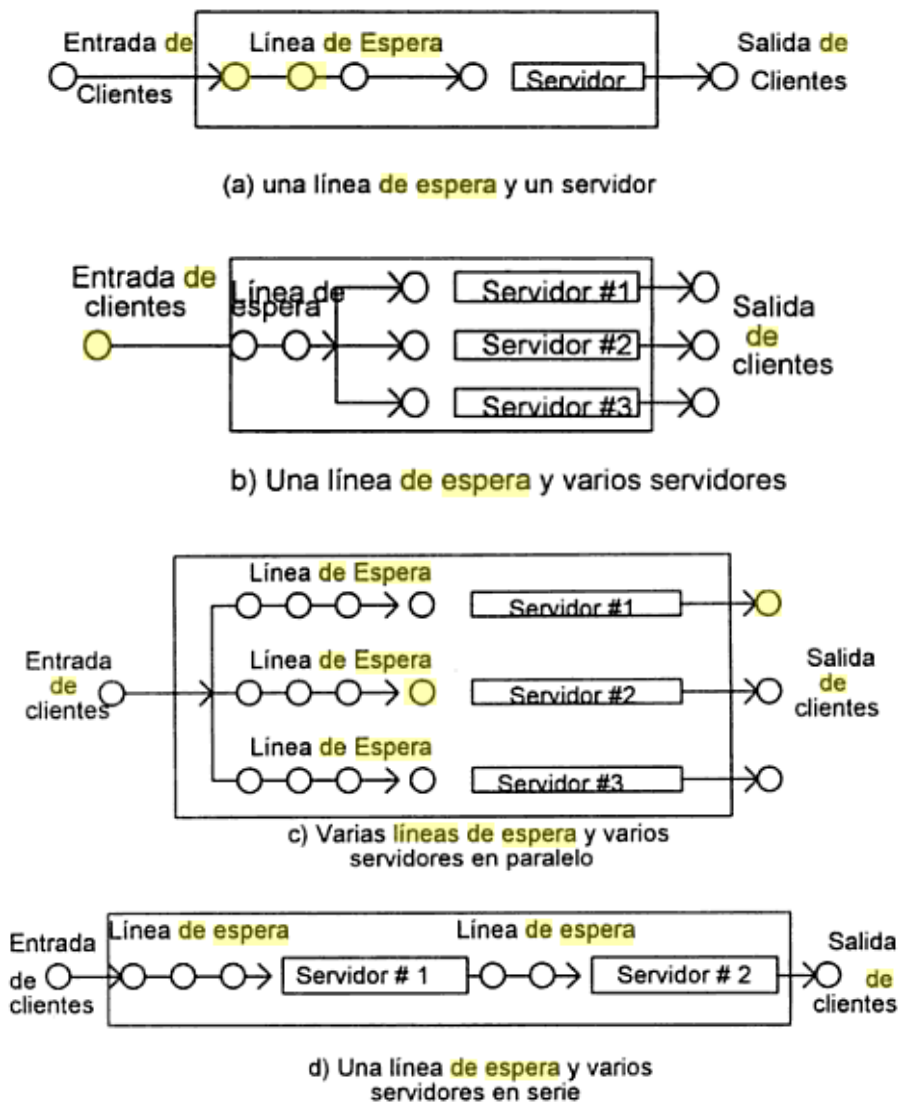 Entrada de
Clientes
Línea de Espera
Servidor
Salida de
Clientes
(a) una línea de espera y un servidor
Entrada de
clientes
Línea de
espera
Servidor #1
Servidor #2
Servidor #3
Salida
de
clientes
b) Una línea de espera y varios servidores
Entrada
de
clientes
Línea de Espera
Servidor #1
Línea de Espera
Servidor #2
Línea de Espera
Servidor #3
Salida
de
clientes
c) Varias líneas de espera y varios
servidores en paralelo
Entrada
de
clientes
Línea de espera
Servidor # 1
Línea de espera
Servidor # 2
Salida
de
clientes
d) Una línea de espera y varios
servidores en serie